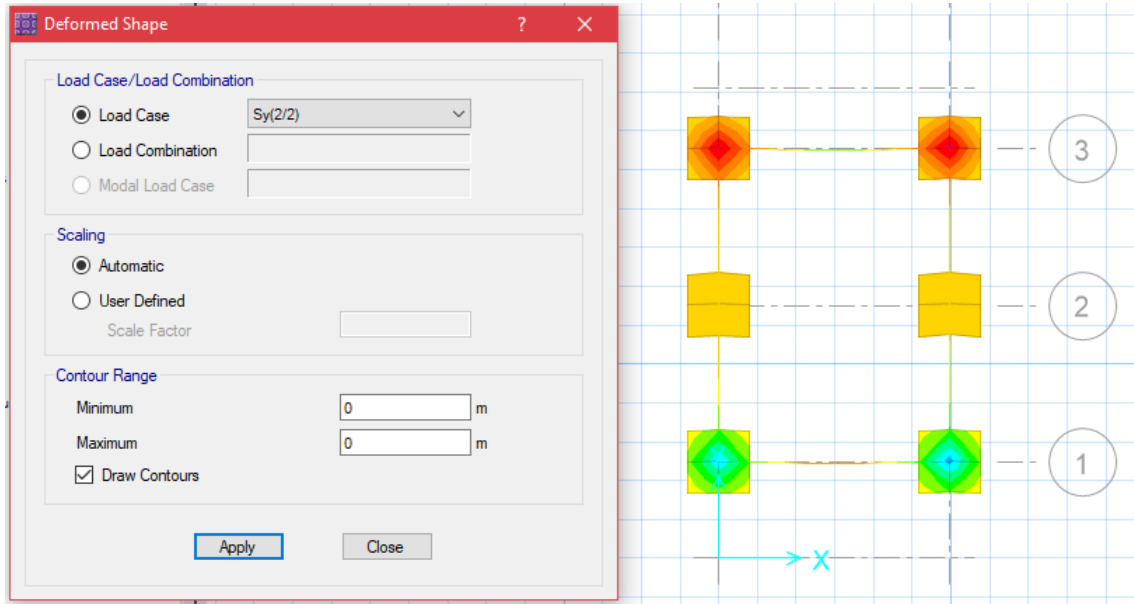 Deformed Shape
?
Load Case/Load Combination
Load Case
Sy(2/2)
Load Combination
Modal Load Case
Scaling
Automatic
User Defined
Scale Factor
Contour Range
Minimum
0
m
Maximum
0
m
Draw Contours
Apply
Close
3
2
1
X